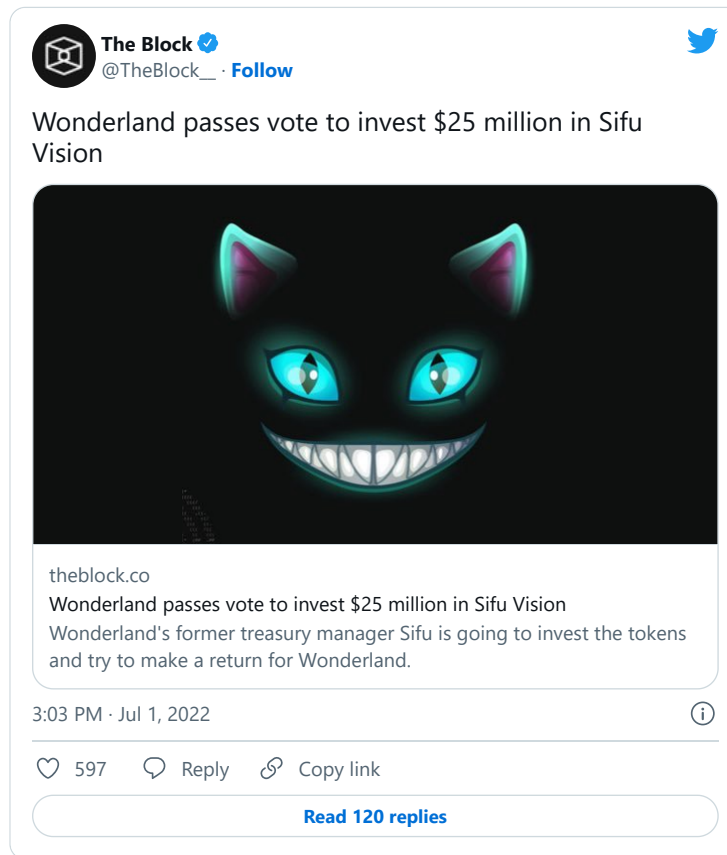 The Block
@TheBlock__ · Follow
Wonderland passes vote to invest $25 million in Sifu
Vision
theblock.co
Wonderland passes vote to invest $25 million in Sifu Vision
Wonderland's former treasury manager Sifu is going to invest the tokens
and try to make a return for Wonderland.
3:03 PM · Jul 1, 2022
597 Reply Copy link
Read 120 replies